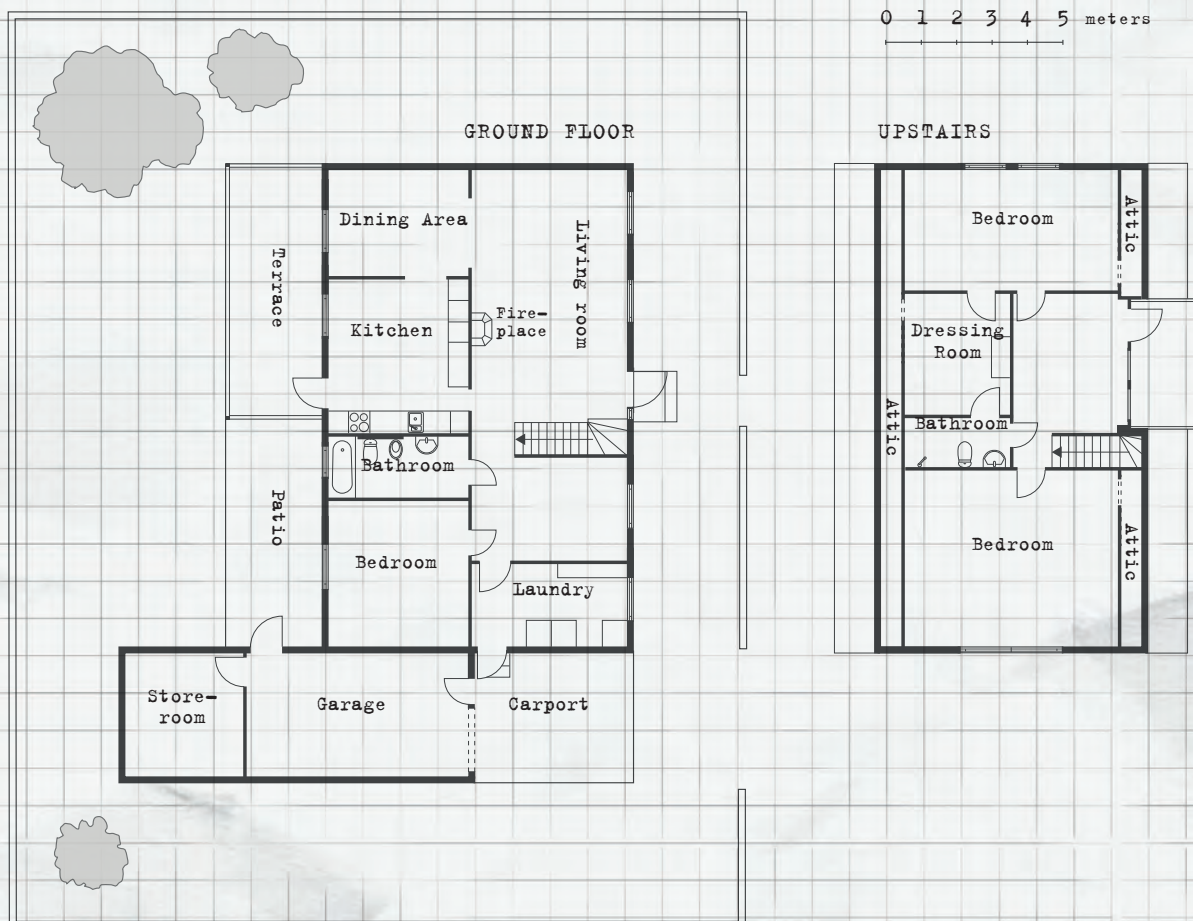 0 1 2 3 4 5 meters
GROUND FLOOR
UPSTAIRS
Dining Area
Living room
Terrace
Kitchen
Fire-
place
Bathroom
Patio
Bedroom
Laundry
Store-
room
Garage
Carport
Bedroom
Attic
Dressing
Room
Attic
Bathroom
Bedroom
Attic